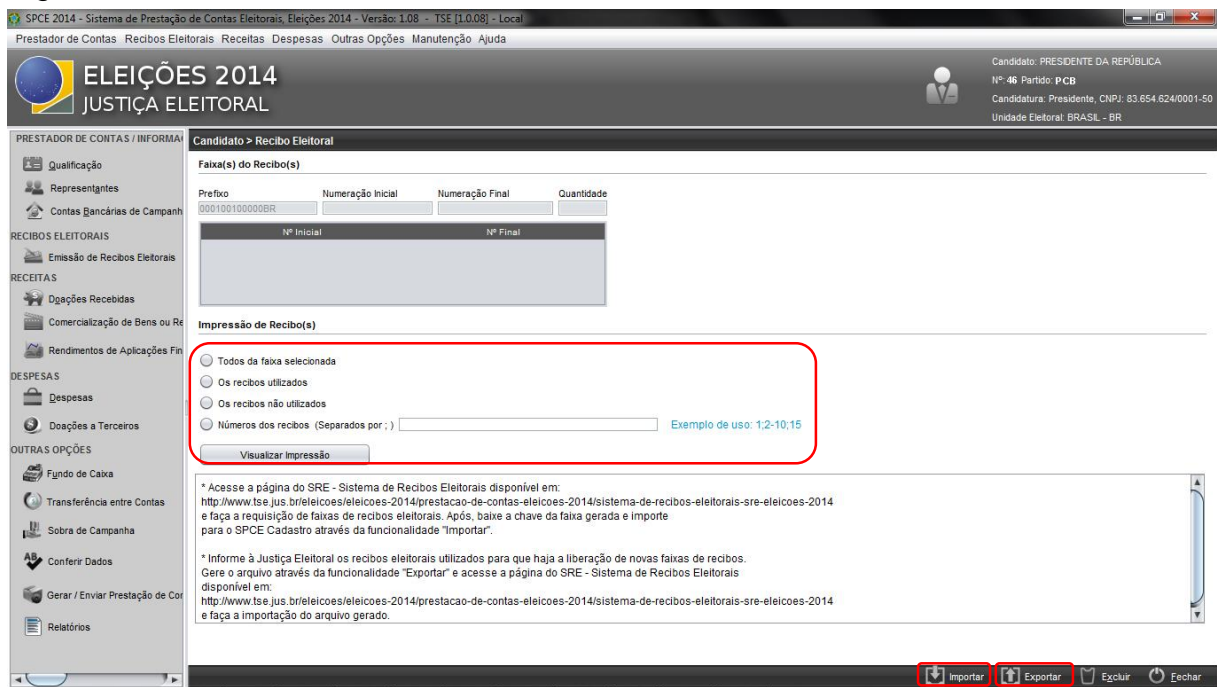 SPCE 2014 - Sistema de Prestação de Contas Eleitorais, Eleições 2014 - Versão: 1.08 - TSE [1.0.08] - Local
Prestador de Contas Recibos Eleitorais Receitas Despesas Outras Opções Manutenção Ajuda
ELEIÇÕES 2014
JUSTIÇA ELEITORAL
Candidato: PRESIDENTE DA REPÚBLICA
Nº: 46 Partido: PCB
Candidatura: Presidente, CNPJ: 83.654.624/0001-50
Unidade Eleitoral: BRASIL - BR
PRESTADOR DE CONTAS / INFORMA
Qualificação
Representantes
Contas Bancárias de Campanh
RECIBOS ELEITORAIS
Emissão de Recibos Eleitorais
RECEITAS
Doações Recebidas
Comercialização de Bens ou Re
Rendimentos de Aplicações Fin
DESPESAS
Despesas
Doações a Terceiros
OUTRAS OPÇÕES
Fundo de Caixa
Transferência entre Contas
Sobra de Campanha
Conferir Dados
Gerar / Enviar Prestação de Cor
Relatórios
Candidato > Recibo Eleitoral
Faixa(s) do Recibo(s)
Prefixo Numeração Inicial Numeração Final Quantidade
000100100000BR
Nº Inicial Nº Final
Impressão de Recibo(s)
Todos da faixa selecionada
Os recibos utilizados
Os recibos não utilizados
Números dos recibos (Separados por ; ) Exemplo de uso: 1;2-10;15
Visualizar Impressão
* Acesse a página do SRE - Sistema de Recibos Eleitorais disponível em:
http://www.tse.jus.br/eleicoes/eleicoes-2014/prestacao-de-contas-eleicoes-2014/sistema-de-recibos-eleitorais-sre-eleicoes-2014
e faça a requisição de faixas de recibos eleitorais. Após, baixe a chave da faixa gerada e importe
para o SPCE Cadastro através da funcionalidade "Importar".
* Informe à Justiça Eleitoral os recibos eleitorais utilizados para que haja a liberação de novas faixas de recibos.
Gere o arquivo através da funcionalidade "Exportar" e acesse a página do SRE - Sistema de Recibos Eleitorais
disponível em:
http://www.tse.jus.br/eleicoes/eleicoes-2014/prestacao-de-contas-eleicoes-2014/sistema-de-recibos-eleitorais-sre-eleicoes-2014
e faça a importação do arquivo gerado.
Importar Exportar Excluir Fechar